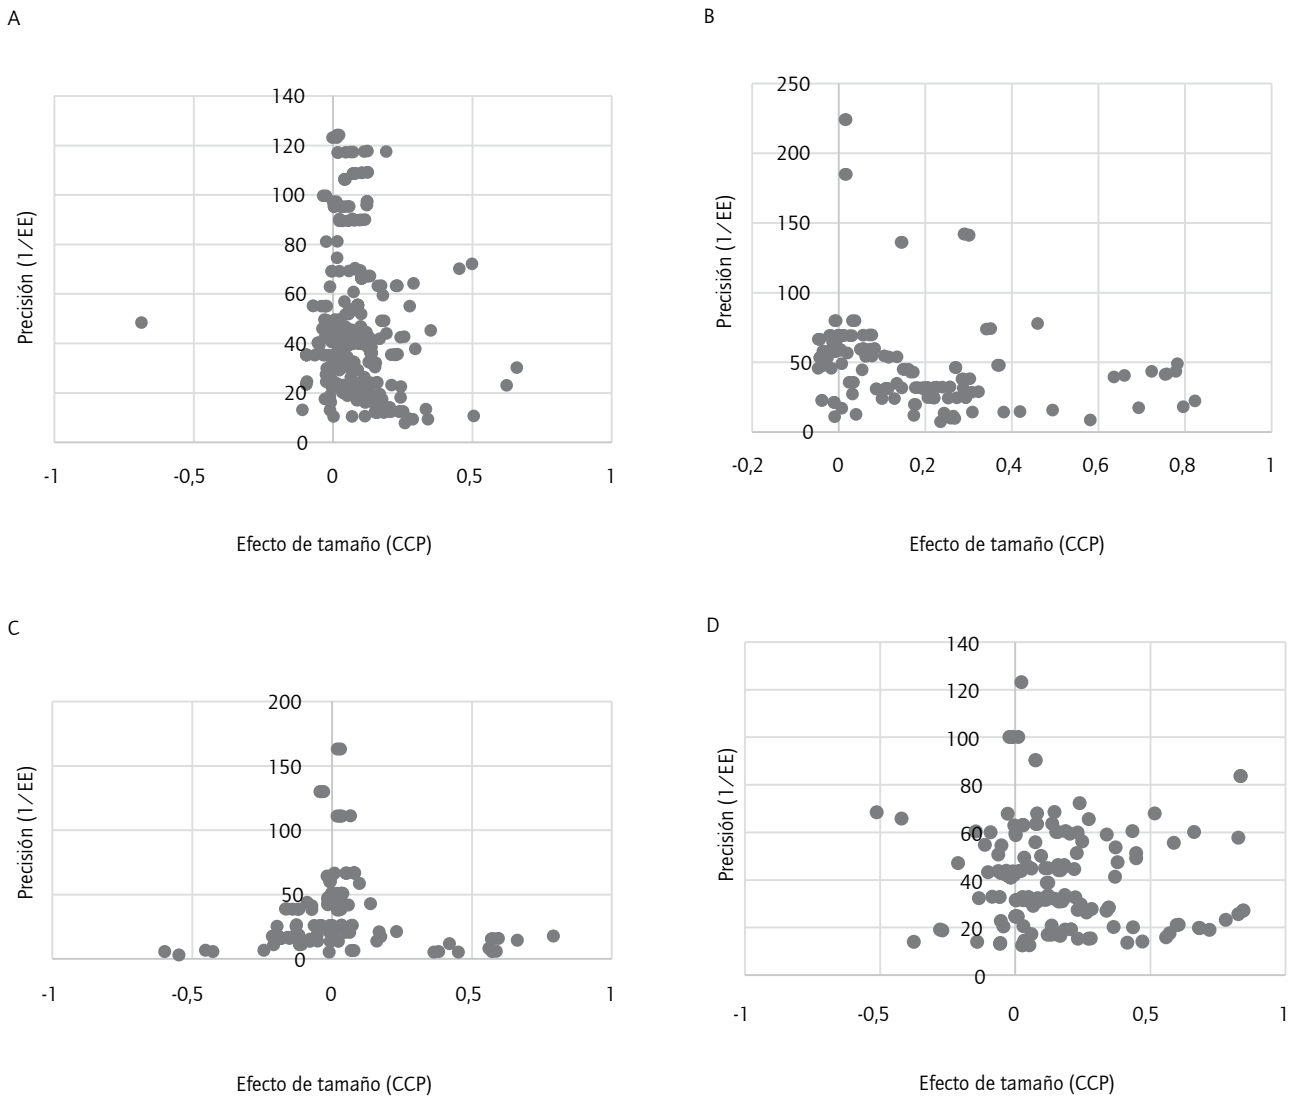 A
140
120
100
80
60
40
20
0
Precisión (1/EE)
-1 -0,5 0 0,5 1
Efecto de tamaño (CCP)
B
250
200
150
100
50
0
Precisión (1/EE)
-0,2 0 0,2 0,4 0,6 0,8 1
Efecto de tamaño (CCP)
C
200
150
100
50
0
Precisión (1/EE)
-1 -0,5 0 0,5 1
Efecto de tamaño (CCP)
D
140
120
100
80
60
40
20
0
Precisión (1/EE)
-1 -0,5 0 0,5 1
Efecto de tamaño (CCP)